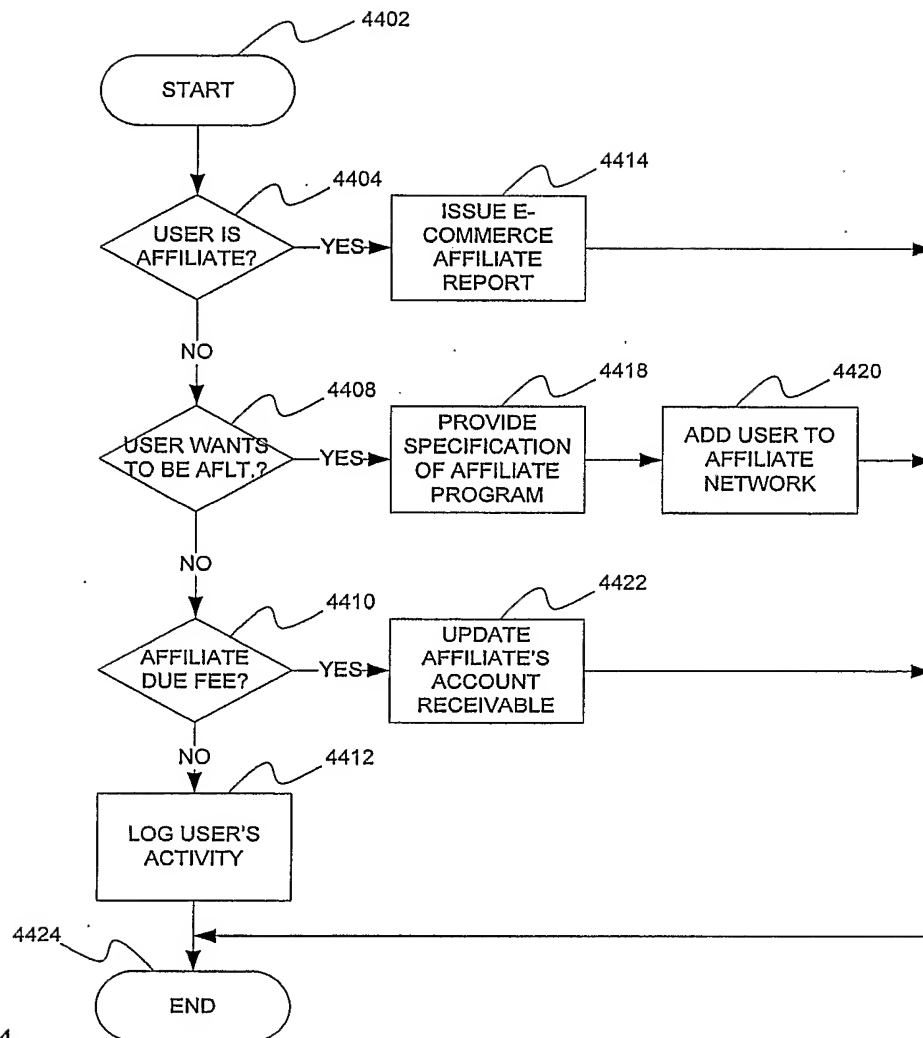 4402
START
4404
USER IS
AFFILIATE?
YES
4414
ISSUE E-
COMMERCE
AFFILIATE
REPORT
NO
4408
USER WANTS
TO BE AFLT.?
YES
4418
PROVIDE
SPECIFICATION
OF AFFILIATE
PROGRAM
4420
ADD USER TO
AFFILIATE
NETWORK
NO
4410
AFFILIATE
DUE FEE?
YES
4422
UPDATE
AFFILIATE'S
ACCOUNT
RECEIVABLE
NO
4412
LOG USER'S
ACTIVITY
4424
END